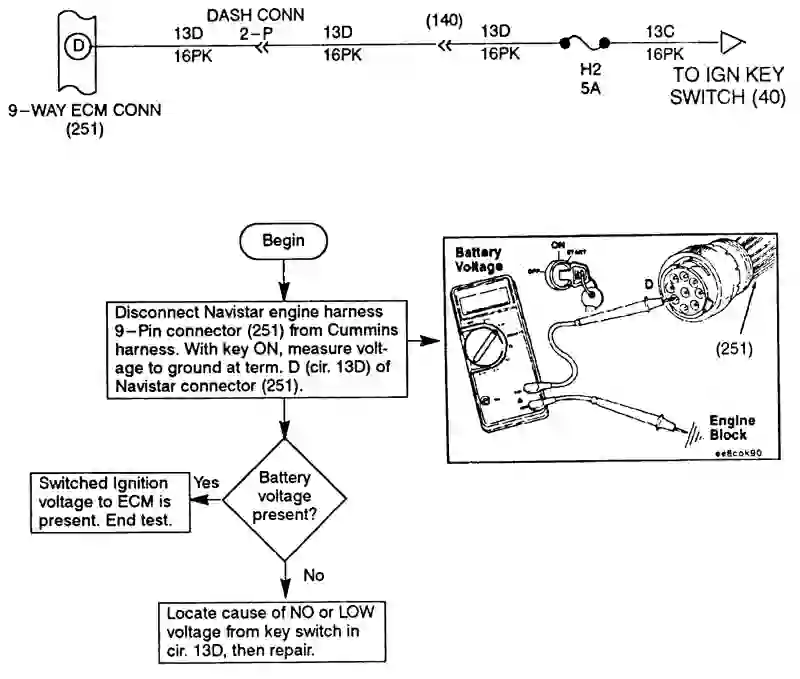 DASH CONN
13D 2-P 13D (140) 13D 13C
16PK 16PK 16PK 16PK
D
H2
5A
TO IGN KEY
SWITCH (40)
9-WAY ECM CONN
(251)
Begin
Disconnect Navistar engine harness
9-Pin connector (251) from Cummins
harness. With key ON, measure volt-
age to ground at term. D (cir. 13D) of
Navistar connector (251).
Battery
Voltage
ON
OFF
START
D
(251)
Engine
Block
ee8cok90
Battery
voltage
present?
Yes
Switched Ignition
voltage to ECM is
present. End test.
No
Locate cause of NO or LOW
voltage from key switch in
cir. 13D, then repair.